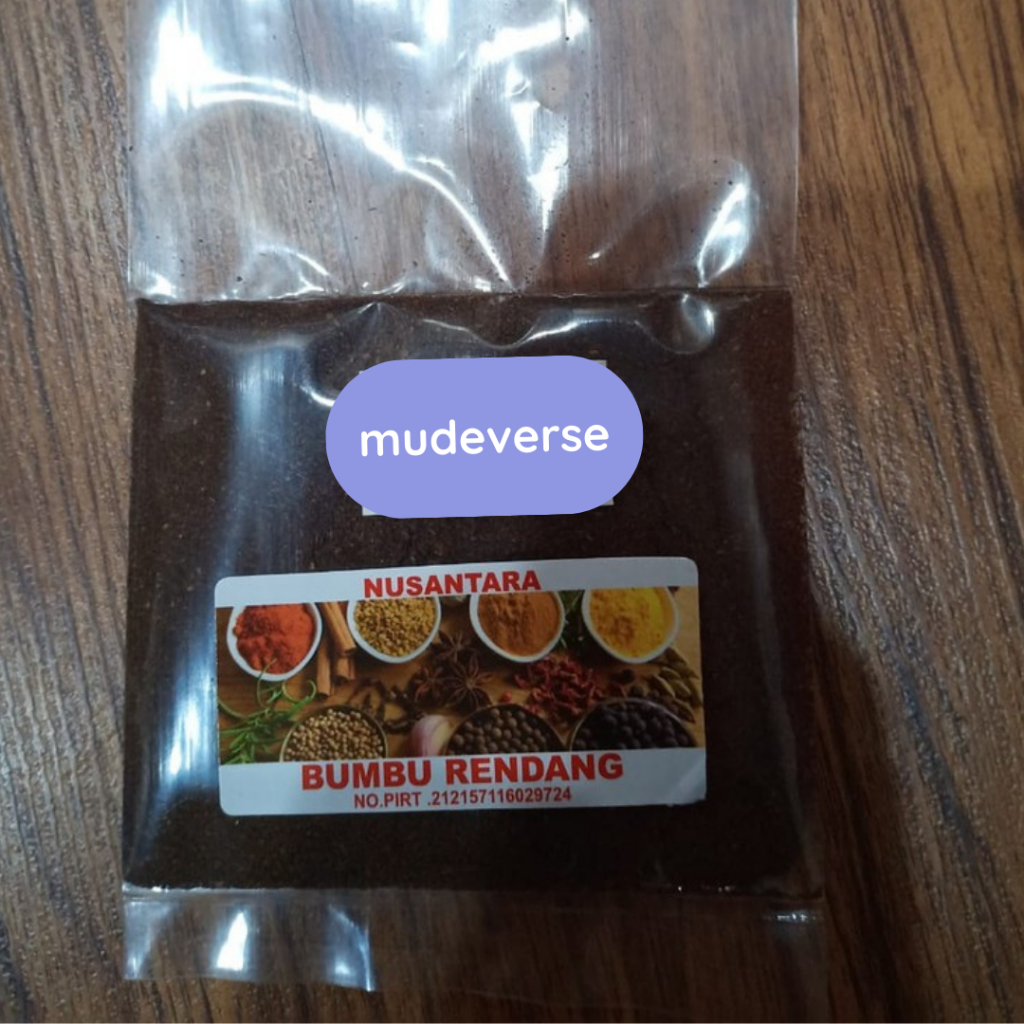 mudeverse
NUSANTARA
BUMBU RENDANG
NO.PIRT .212157116029724